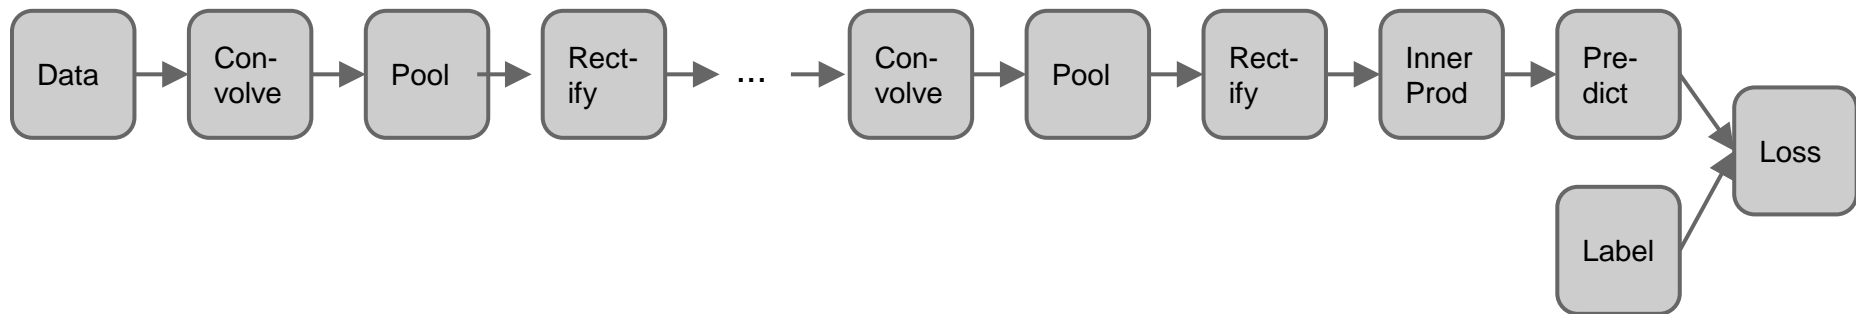 Data
Con-
volve
Pool
Rect-
ify
...
Con-
volve
Pool
Rect-
ify
Inner
Prod
Pre-
dict
Loss
Label